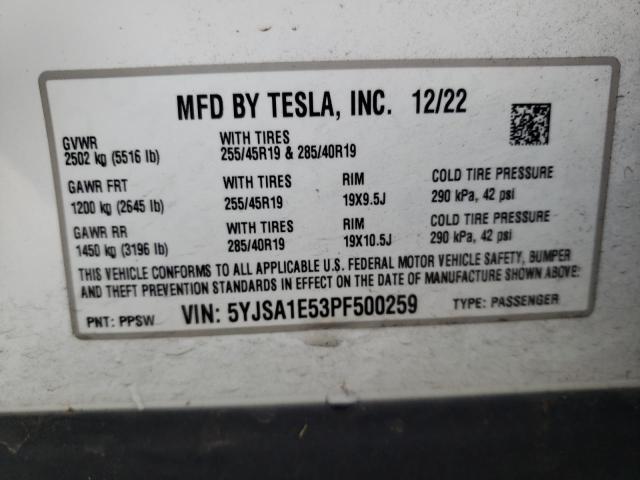 MFD BY TESLA, INC. 12/22
GVWR
2502 kg (5516 lb)
WITH TIRES
255/45R19 & 285/40R19
GAWR FRT
1200 kg (2645 lb)
WITH TIRES
255/45R19
RIM
19X9.5J
COLD TIRE PRESSURE
290 kPa, 42 psi
GAWR RR
1450 kg (3196 lb)
WITH TIRES
285/40R19
RIM
19X10.5J
COLD TIRE PRESSURE
290 kPa, 42 psi
THIS VEHICLE CONFORMS TO ALL APPLICABLE U.S. FEDERAL MOTOR VEHICLE SAFETY, BUMPER
AND THEFT PREVENTION STANDARDS IN EFFECT ON THE DATE OF MANUFACTURE SHOWN ABOVE:
PNT: PPSW
VIN: 5YJSA1E53PF500259
TYPE: PASSENGER